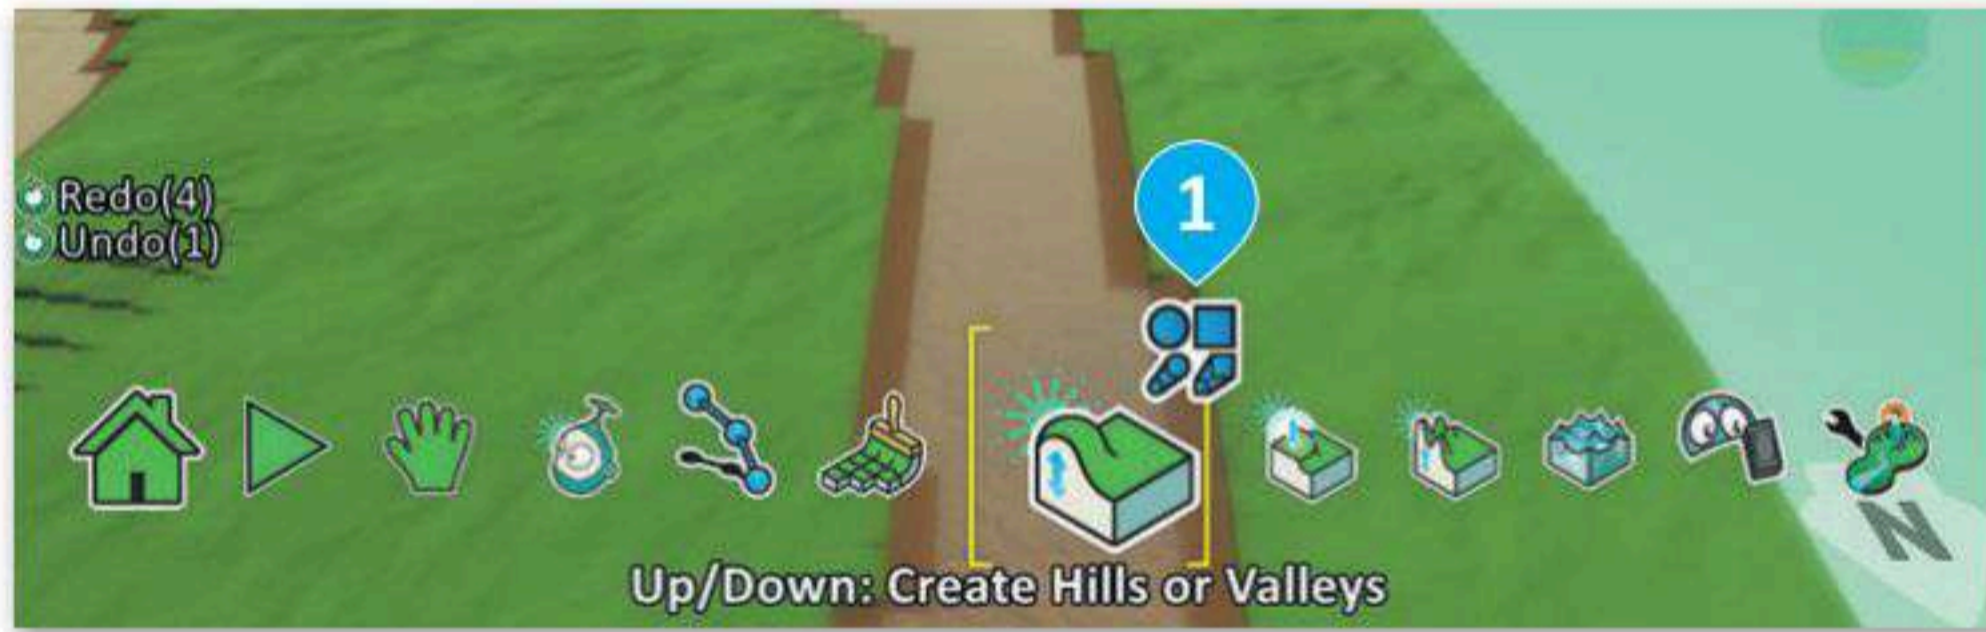 Redo(4)
Undo(1)
1
N
Up/Down: Create Hills or Valleys